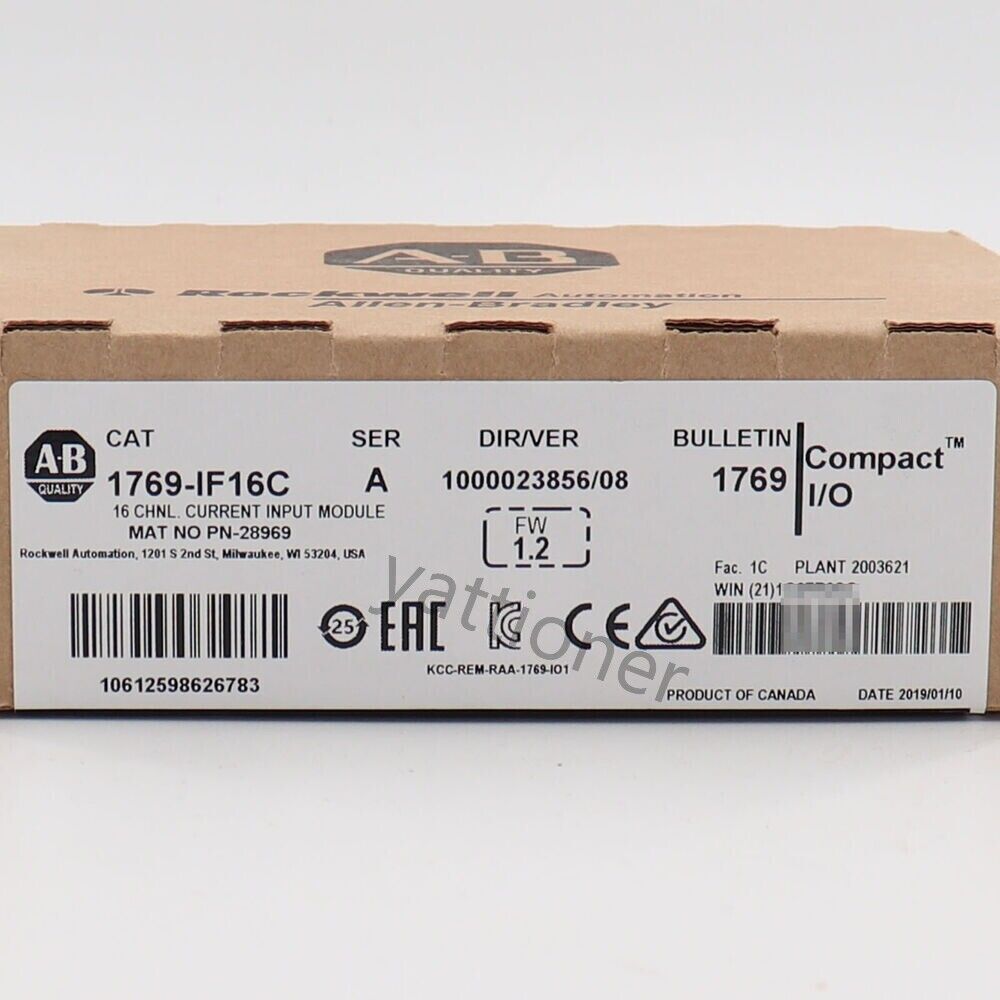 A-B
QUALITY
Rockwell Automation
Allen-Bradley
A-B
QUALITY
CAT
1769-IF16C
16 CHNL. CURRENT INPUT MODULE
MAT NO PN-28969
Rockwell Automation, 1201 S 2nd St, Milwaukee, WI 53204, USA
SER
A
DIR/VER
1000023856/08
FW
1.2
BULLETIN
1769
Compact™
I/O
Fac. 1C PLANT 2003621
WIN (21)
10612598626783
25
EAC
CE
KCC-REM-RAA-1769-IO1
PRODUCT OF CANADA
DATE 2019/01/10
yattioner